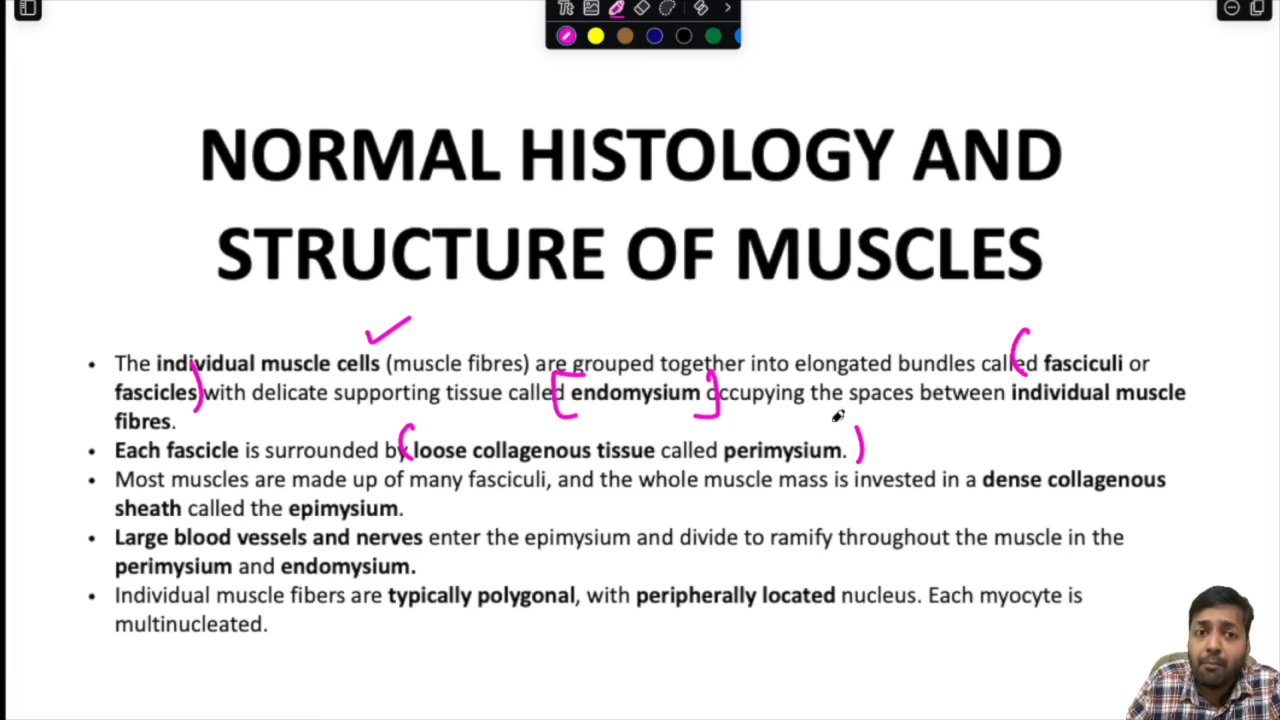 Tt
NORMAL HISTOLOGY AND
STRUCTURE OF MUSCLES
• The individual muscle cells (muscle fibres) are grouped together into elongated bundles called fasciculi or
fascicles with delicate supporting tissue called endomysium occupying the spaces between individual muscle
fibres.
• Each fascicle is surrounded by loose collagenous tissue called perimysium.
• Most muscles are made up of many fasciculi, and the whole muscle mass is invested in a dense collagenous
sheath called the epimysium.
• Large blood vessels and nerves enter the epimysium and divide to ramify throughout the muscle in the
perimysium and endomysium.
• Individual muscle fibers are typically polygonal, with peripherally located nucleus. Each myocyte is
multinucleated.